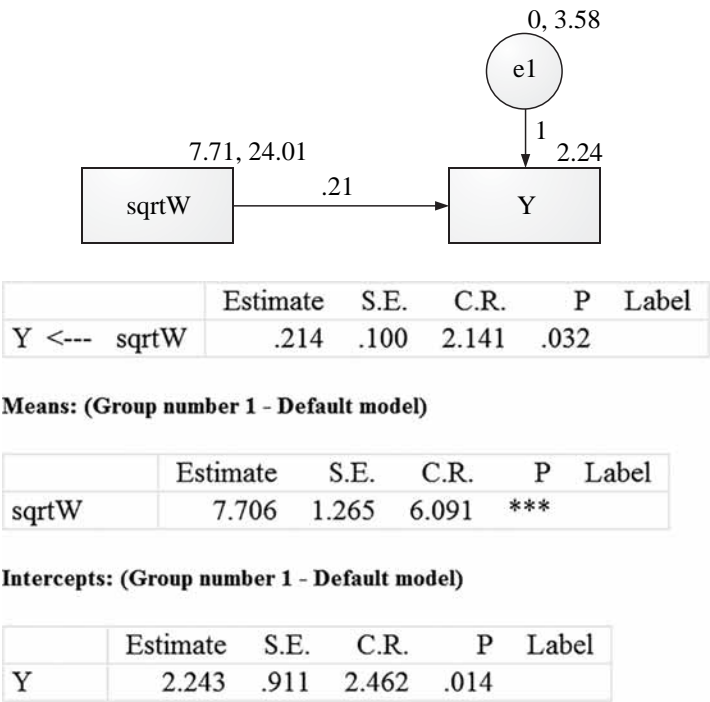 0, 3.58
e1
1
7.71, 24.01
2.24
.21
sqrtW
Y
Estimate S.E. C.R. P Label
Y <--- sqrtW .214 .100 2.141 .032
Means: (Group number 1 - Default model)
Estimate S.E. C.R. P Label
sqrtW 7.706 1.265 6.091 ***
Intercepts: (Group number 1 - Default model)
Estimate S.E. C.R. P Label
Y 2.243 .911 2.462 .014